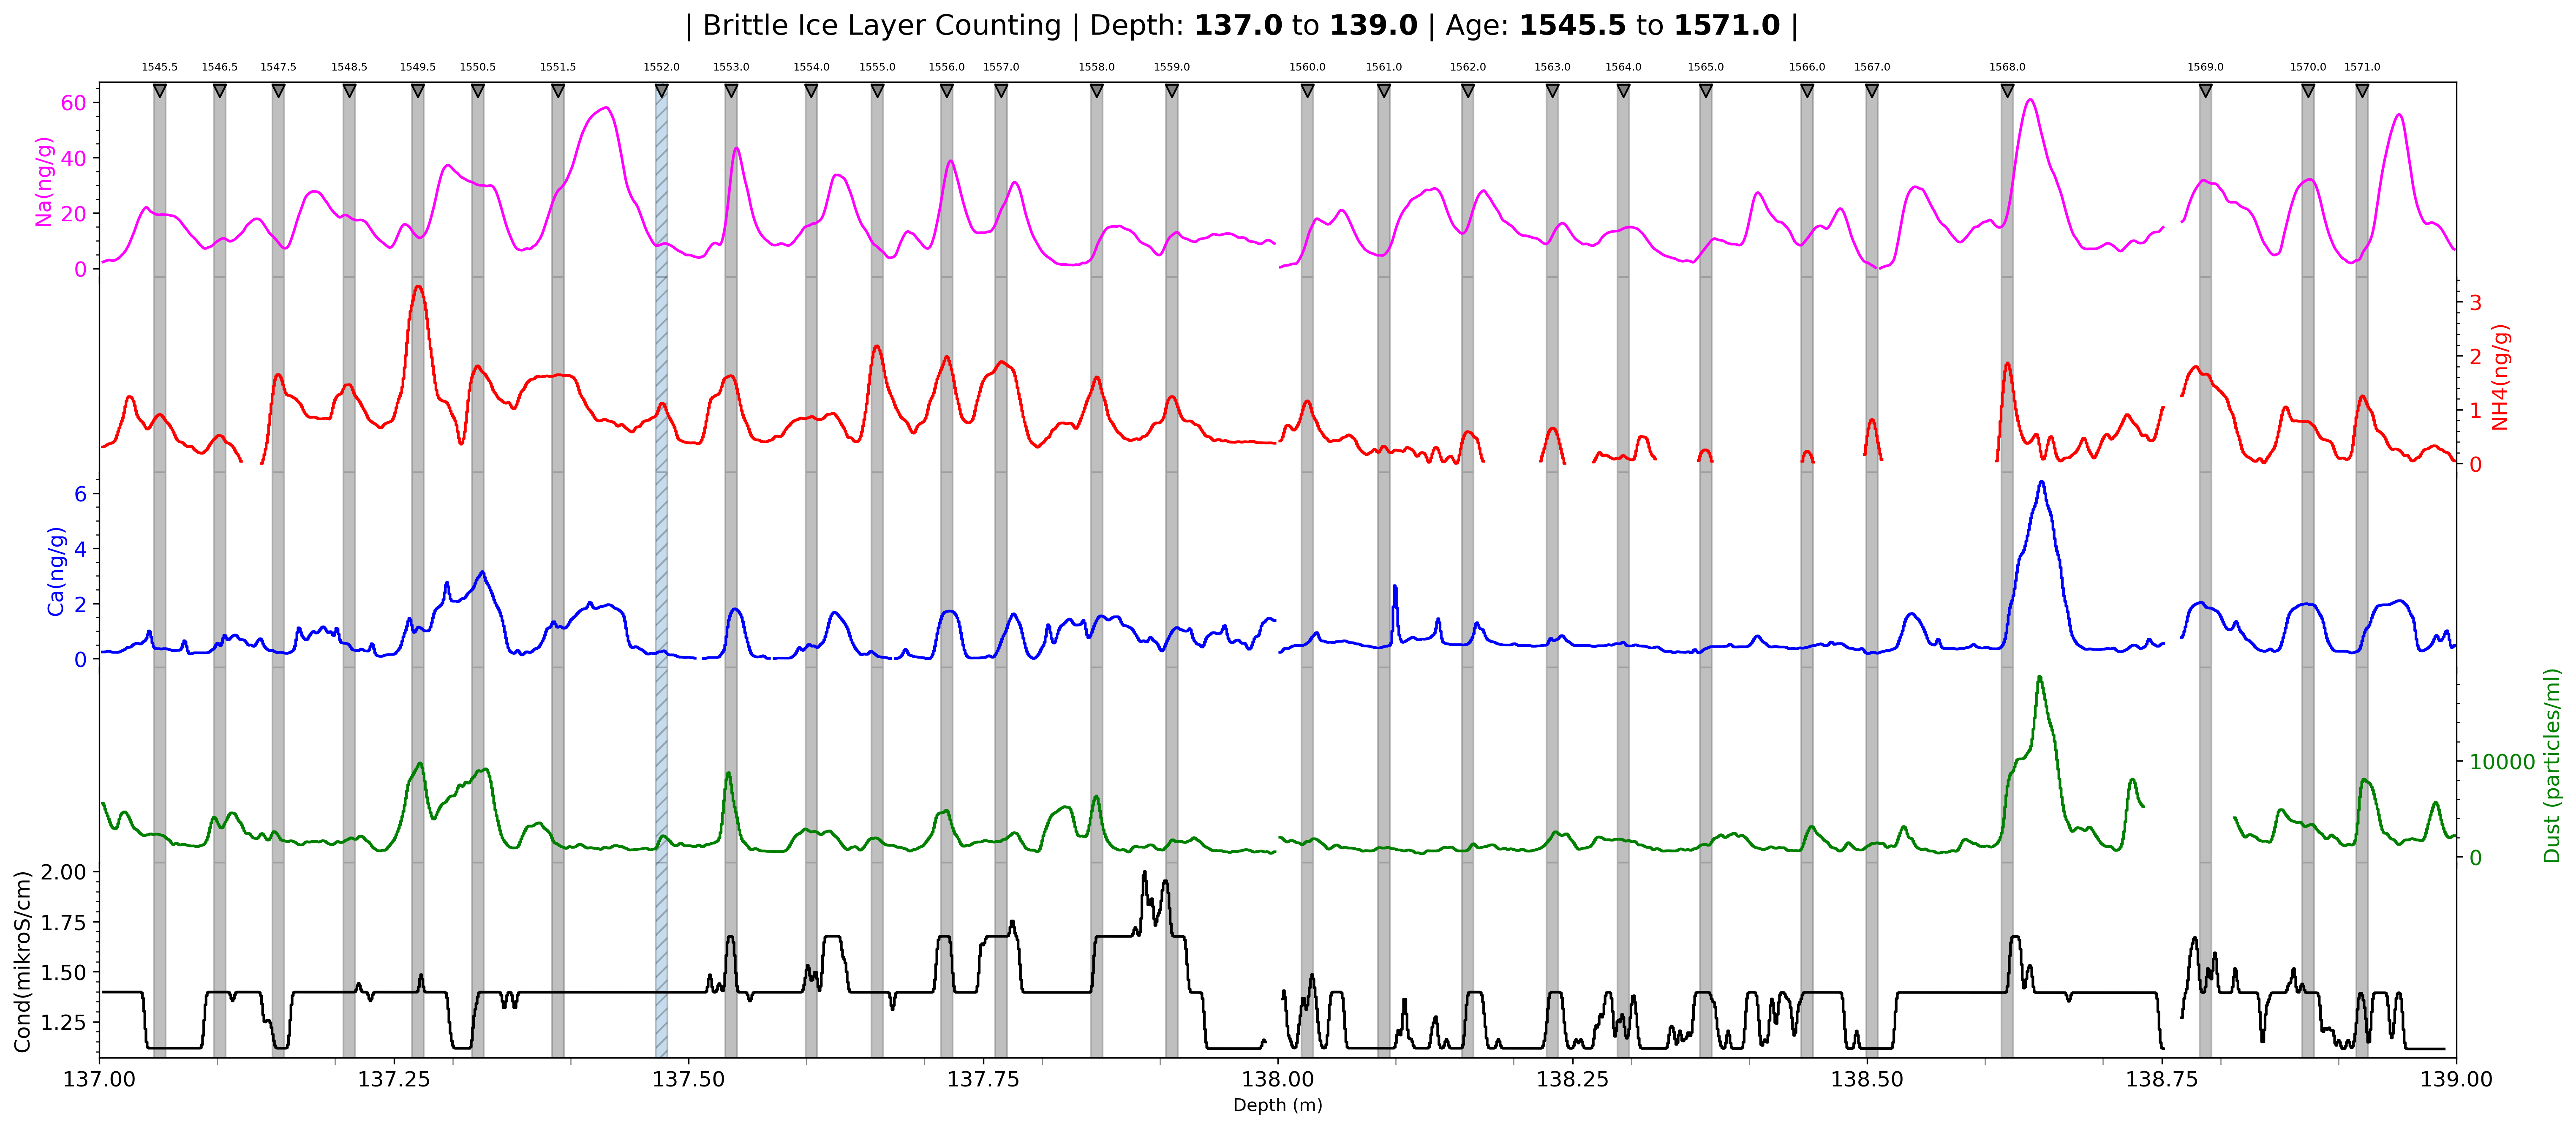 | Brittle Ice Layer Counting | Depth: 137.0 to 139.0 | Age: 1545.5 to 1571.0 |
1545.5 1546.5 1547.5 1548.5 1549.5 1550.5 1551.5 1552.0 1553.0 1554.0 1555.0 1556.0 1557.0 1558.0 1559.0 1560.0 1561.0 1562.0 1563.0 1564.0 1565.0 1566.0 1567.0 1568.0 1569.0 1570.0 1571.0
60
40
20
0
Na(ng/g)
3
2
1
0
NH4(ng/g)
6
4
2
0
Ca(ng/g)
10000
0
Dust (particles/ml)
2.00
1.75
1.50
1.25
Cond(mikroS/cm)
137.00 137.25 137.50 137.75 138.00 138.25 138.50 138.75 139.00
Depth (m)